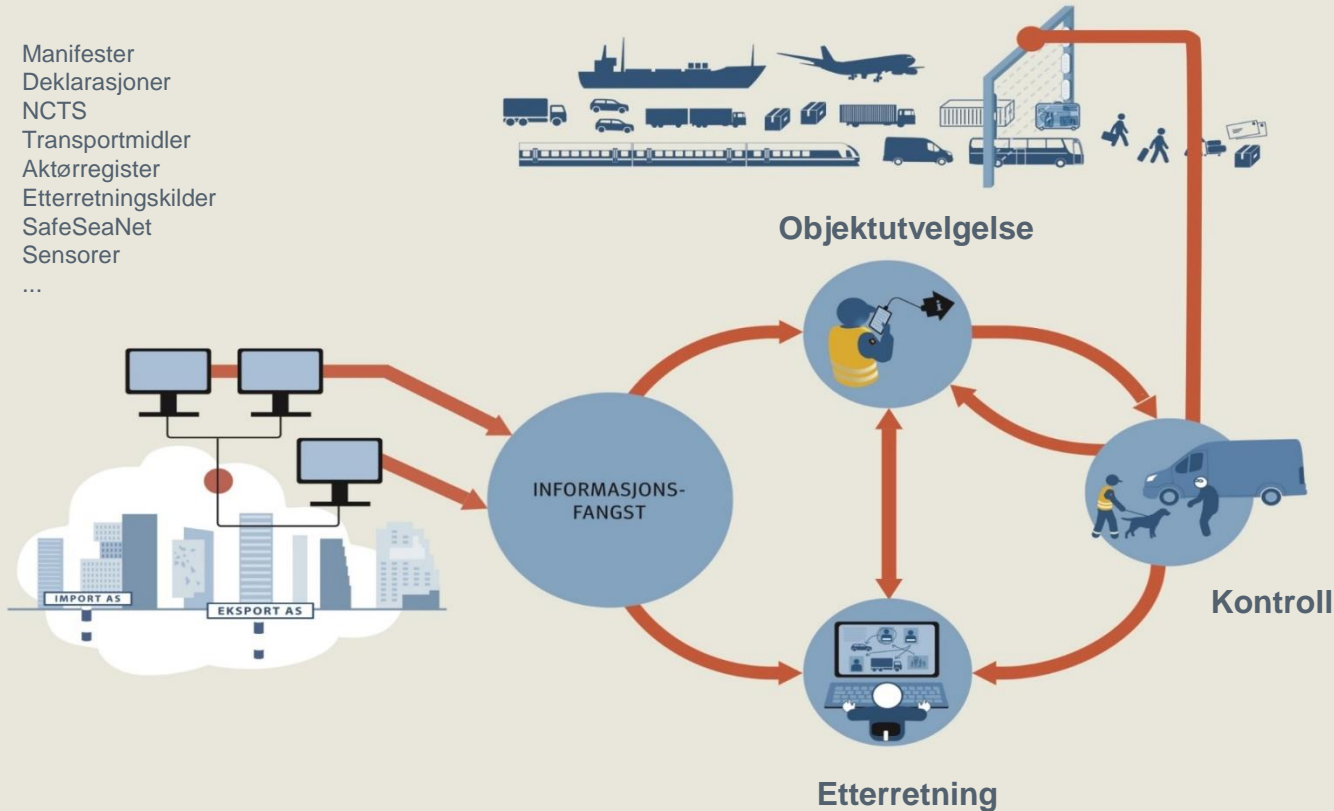 Manifester
Deklarasjoner
NCTS
Transportmidler
Aktørregister
Etterretningskilder
SafeSeaNet
Sensorer
...
Objektutvelgelse
INFORMASJONS-
FANGST
IMPORT AS
EKSPORT AS
Kontroll
Etterretning